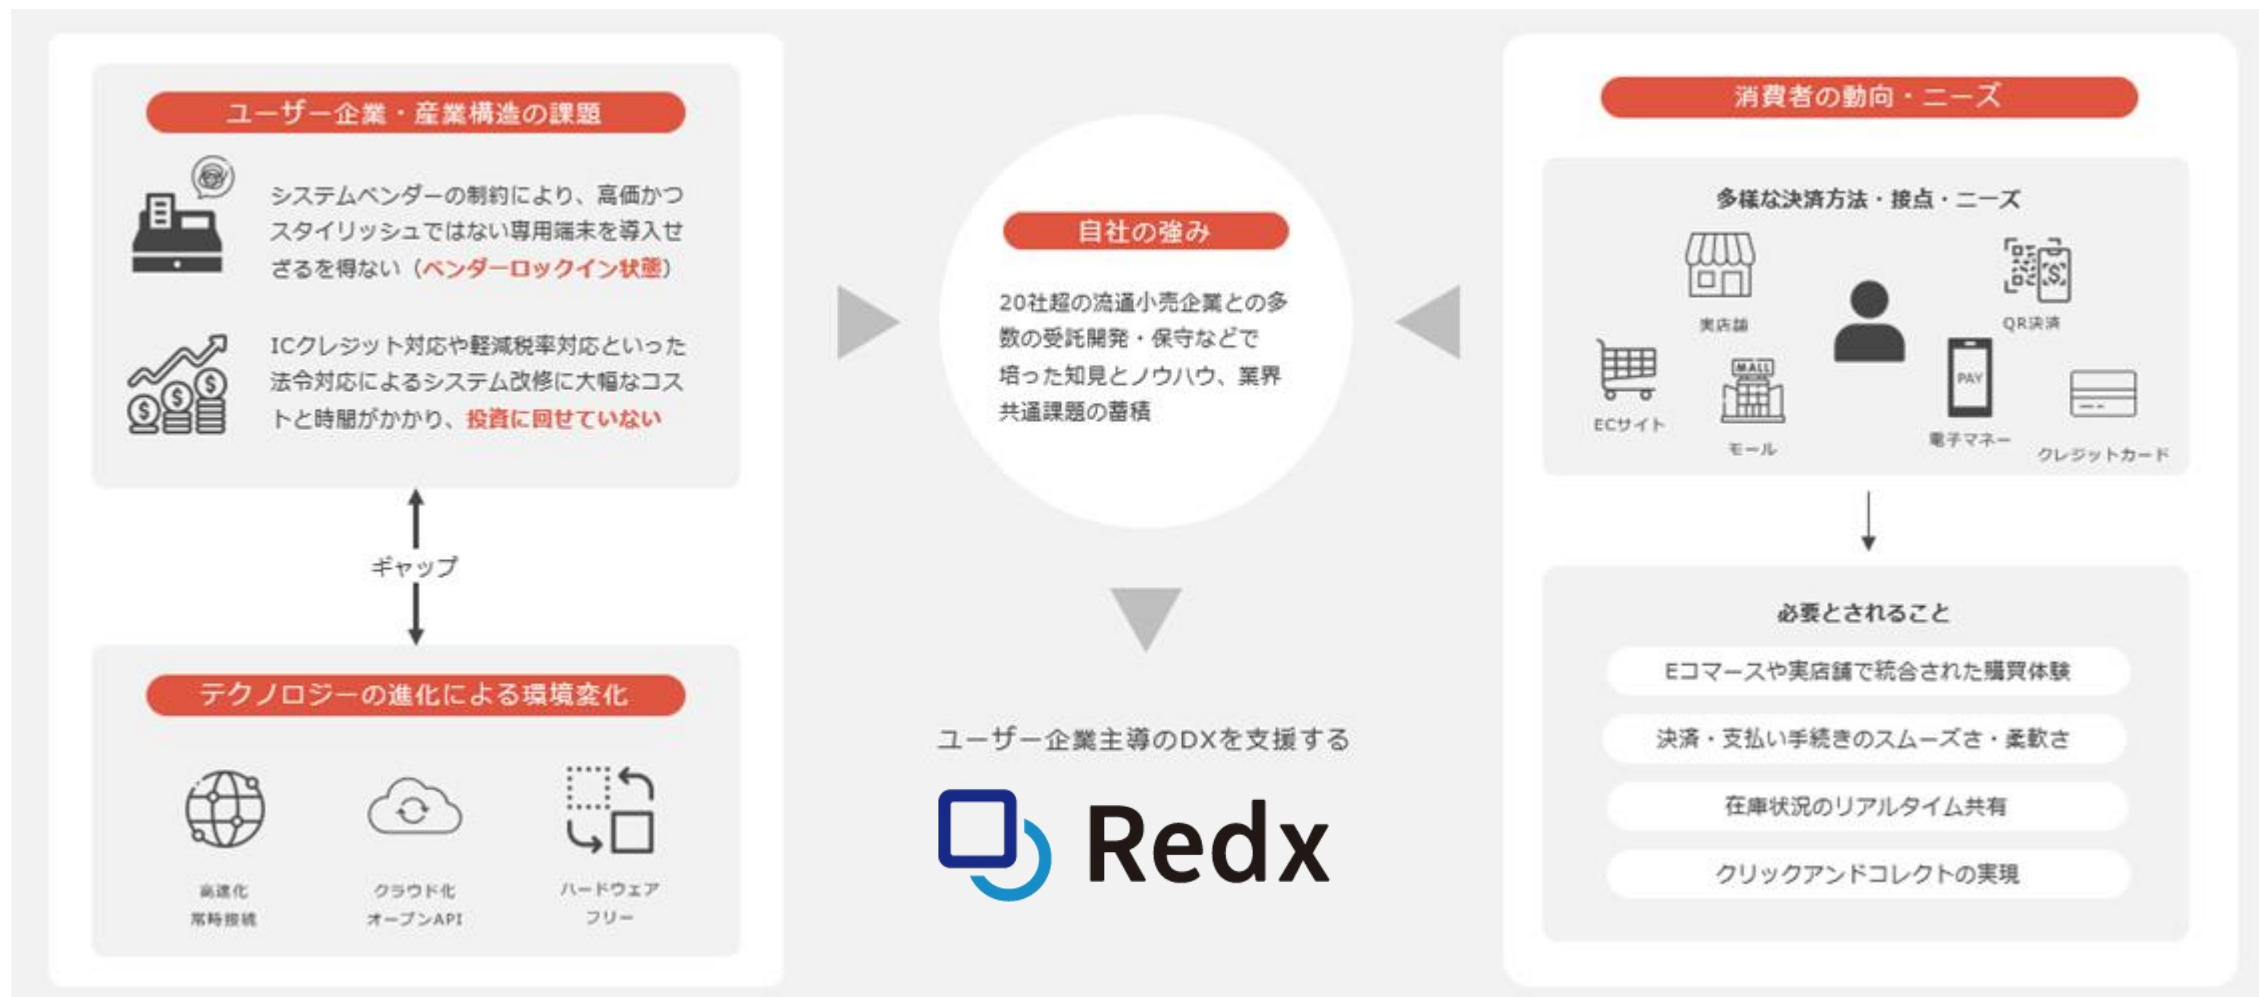 ユーザー企業・産業構造の課題
システムベンダーの制約により、高価かつ
スタイリッシュではない専用端末を導入せ
ざるを得ない（ベンダーロックイン状態）
ICクレジット対応や軽減税率対応といった
法令対応によるシステム改修に大幅なコス
トと時間がかかり、投資に回せていない
ギャップ
テクノロジーの進化による環境変化
高速化
常時接続
クラウド化
オープンAPI
ハードウェア
フリー
自社の強み
20社超の流通小売企業との多
数の受託開発・保守などで
培った知見とノウハウ、業界
共通課題の蓄積
ユーザー企業主導のDXを支援する
Redx
消費者の動向・ニーズ
多様な決済方法・接点・ニーズ
実店舗
QR決済
ECサイト
MALL
モール
PAY
電子マネー
クレジットカード
必要とされること
Eコマースや実店舗で統合された購買体験
決済・支払い手続きのスムーズさ・柔軟さ
在庫状況のリアルタイム共有
クリックアンドコレクトの実現